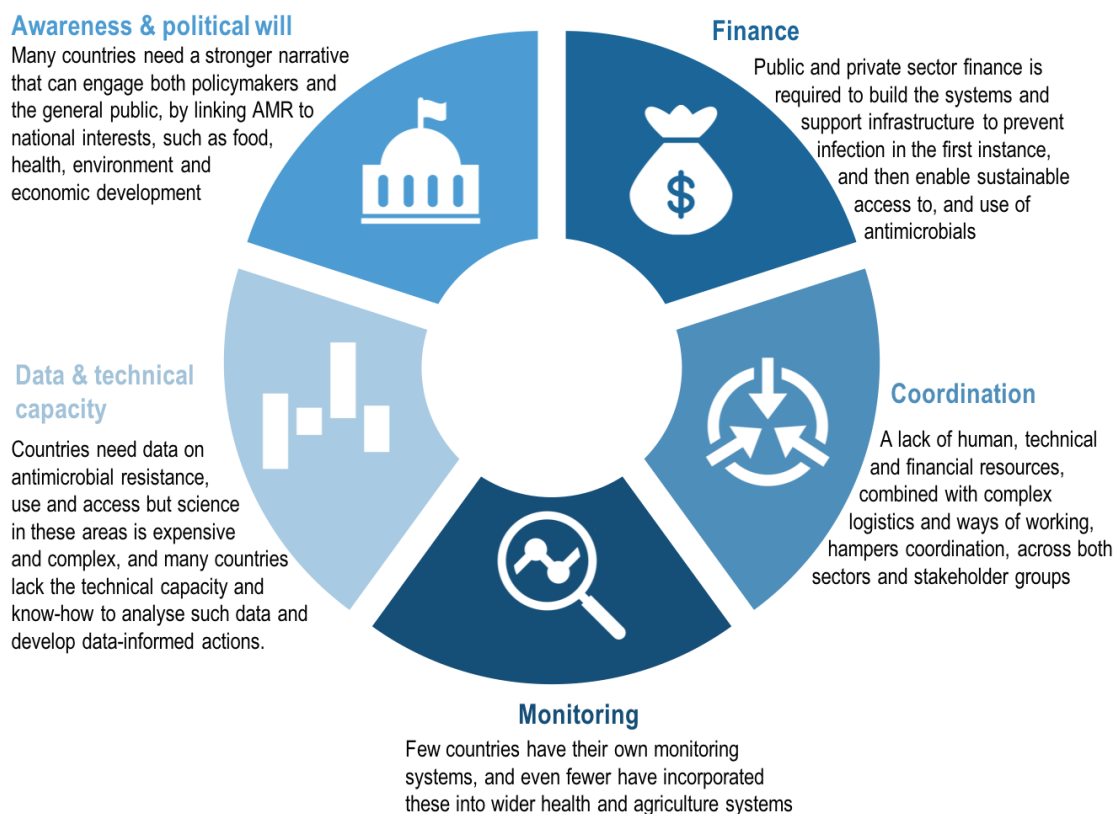 Awareness & political will
Many countries need a stronger narrative
that can engage both policymakers and
the general public, by linking AMR to
national interests, such as food,
health, environment and
economic development
Finance
Public and private sector finance is
required to build the systems and
support infrastructure to prevent
infection in the first instance,
and then enable sustainable
access to, and use of
antimicrobials
$
Data & technical
capacity
Countries need data on
antimicrobial resistance,
use and access but science
in these areas is expensive
and complex, and many countries
lack the technical capacity and
know-how to analyse such data and
develop data-informed actions.
Coordination
A lack of human, technical
and financial resources,
combined with complex
logistics and ways of working,
hampers coordination, across both
sectors and stakeholder groups
Monitoring
Few countries have their own monitoring
systems, and even fewer have incorporated
these into wider health and agriculture systems